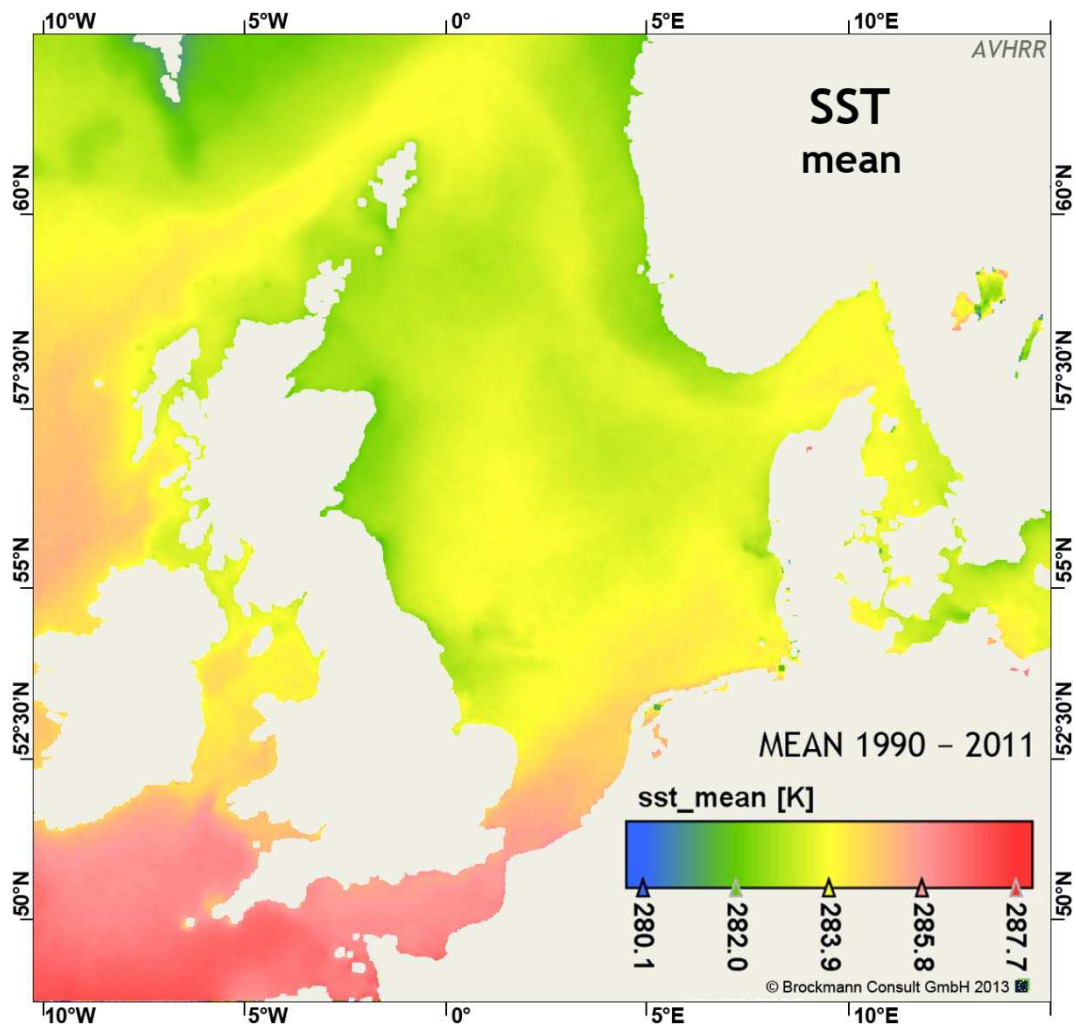 10°W 5°W 0° 5°E 10°E
AVHRR
SST
mean
60°N 60°N
57°30'N 57°30'N
55°N 55°N
52°30'N 52°30'N
MEAN 1990 – 2011
sst_mean [K]
50°N 50°N
280.1 282.0 283.9 285.8 287.7
© Brockmann Consult GmbH 2013
10°W 5°W 0° 5°E 10°E